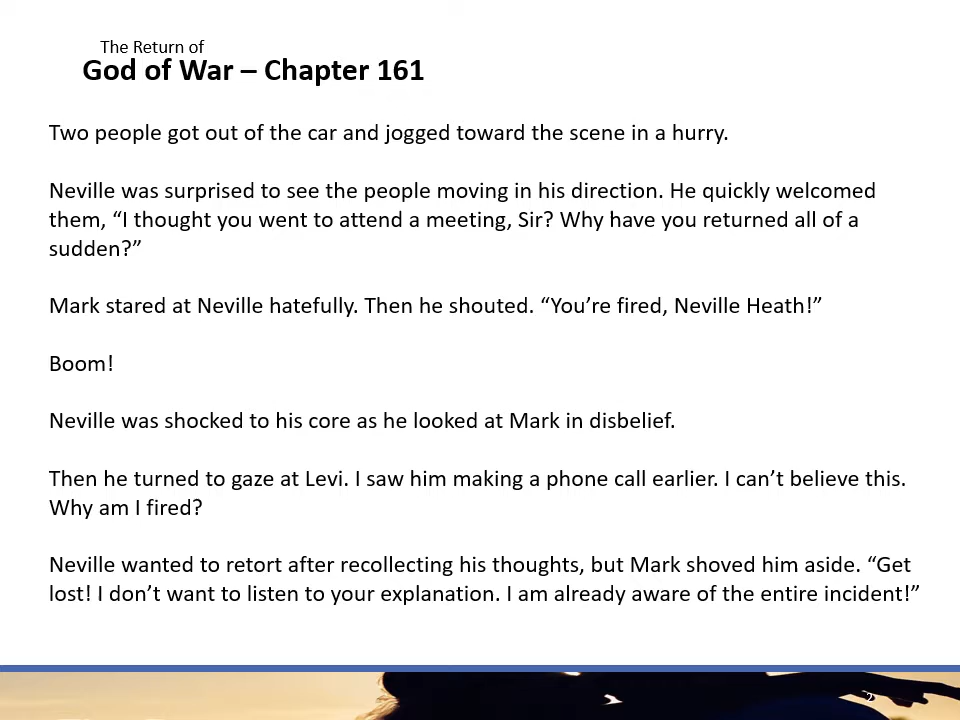 The Return of
God of War – Chapter 161
Two people got out of the car and jogged toward the scene in a hurry.
Neville was surprised to see the people moving in his direction. He quickly welcomed
them, “I thought you went to attend a meeting, Sir? Why have you returned all of a
sudden?”
Mark stared at Neville hatefully. Then he shouted. “You’re fired, Neville Heath!”
Boom!
Neville was shocked to his core as he looked at Mark in disbelief.
Then he turned to gaze at Levi. I saw him making a phone call earlier. I can’t believe this.
Why am I fired?
Neville wanted to retort after recollecting his thoughts, but Mark shoved him aside. “Get
lost! I don’t want to listen to your explanation. I am already aware of the entire incident!”
2